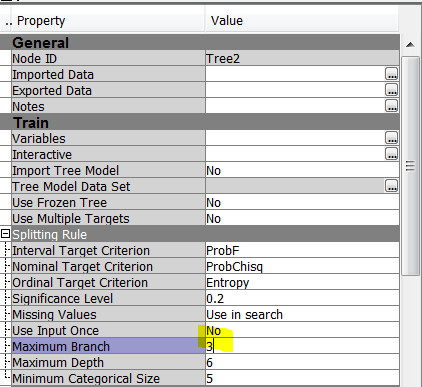 .. Property Value
General
Node ID Tree2
Imported Data ...
Exported Data ...
Notes ...
Train
Variables ...
Interactive ...
Import Tree Model No
Tree Model Data Set ...
Use Frozen Tree No
Use Multiple Targets No
Splitting Rule
Interval Target Criterion ProbF
Nominal Target Criterion ProbChisq
Ordinal Target Criterion Entropy
Significance Level 0.2
Missing Values Use in search
Use Input Once No
Maximum Branch 3
Maximum Depth 6
Minimum Categorical Size 5